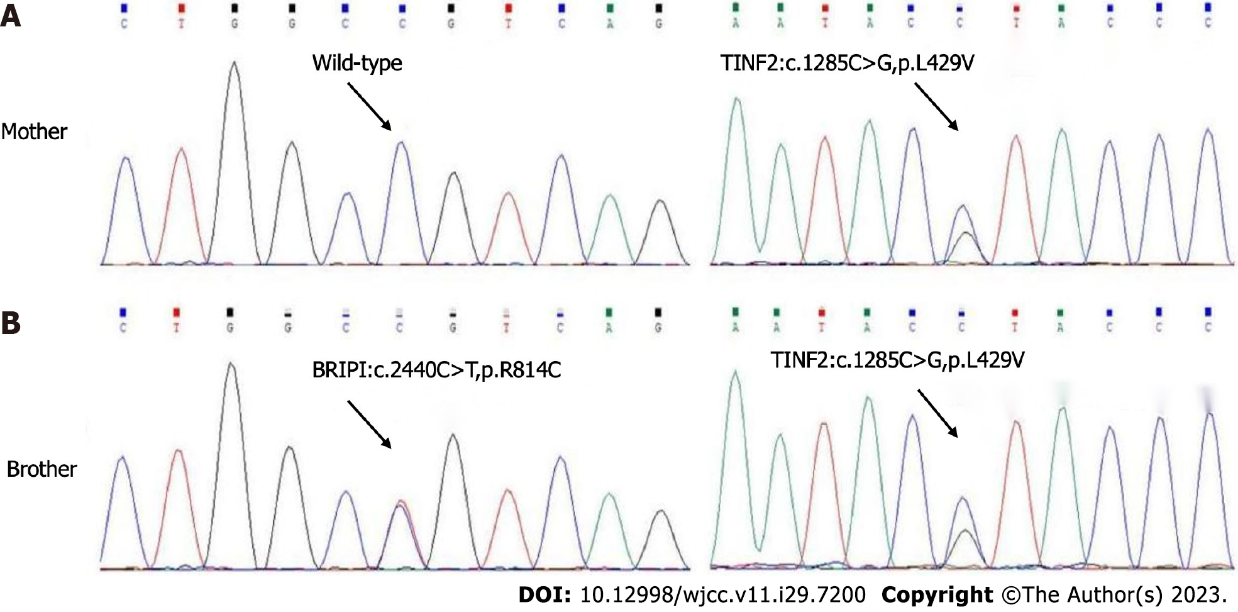 A
C T G G C C G T C A G
A A T A C C T A C C C
Wild-type
TINF2:c.1285C>G,p.L429V
Mother
B
C T G G C C G T C A G
A A T A C C T A C C C
BRIPI:c.2440C>T,p.R814C
TINF2:c.1285C>G,p.L429V
Brother
DOI: 10.12998/wjcc.v11.i29.7200 Copyright ©The Author(s) 2023.